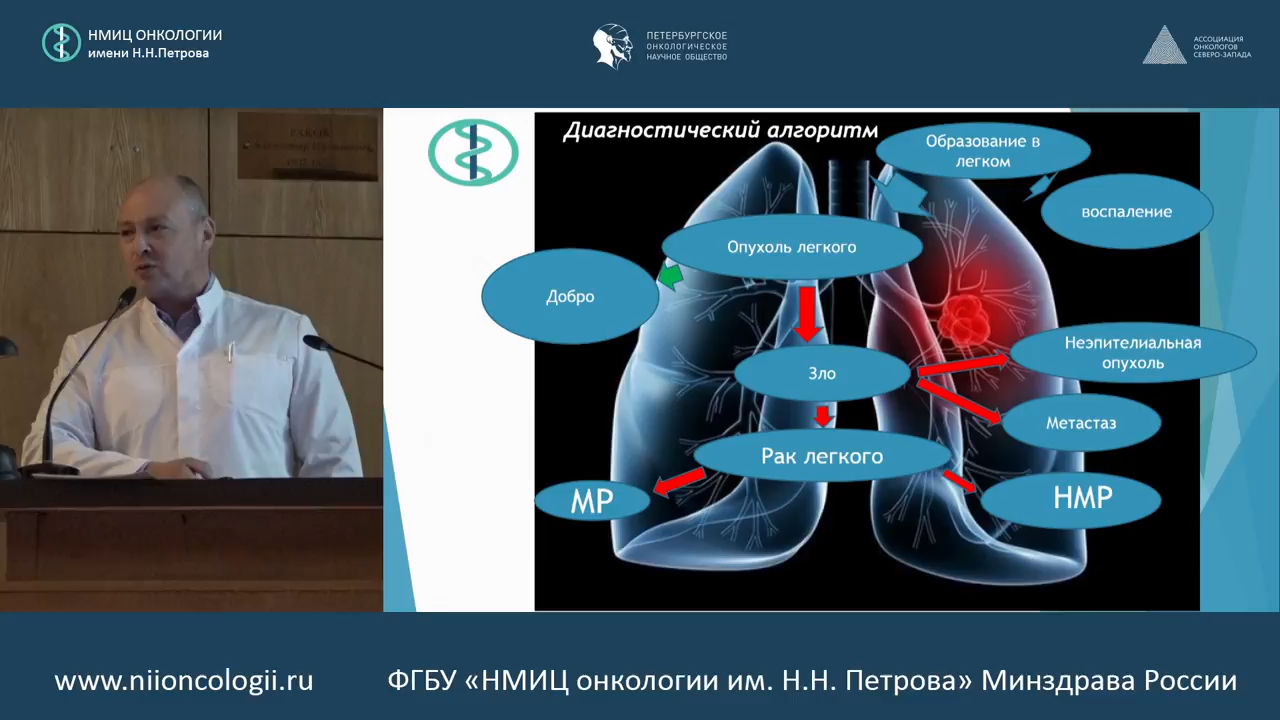 НМИЦ ОНКОЛОГИИ
имени Н.Н.Петрова
ПЕТЕРБУРГСКОЕ
ОНКОЛОГИЧЕСКОЕ
НАУЧНОЕ ОБЩЕСТВО
АССОЦИАЦИЯ
ОНКОЛОГОВ
СЕВЕРО-ЗАПАДА
Диагностический алгоритм
Образование в
легком
воспаление
Опухоль легкого
Добро
Зло
Неэпителиальная
опухоль
Метастаз
Рак легкого
МР
НМР
www.niioncologii.ru
ФГБУ «НМИЦ онкологии им. Н.Н. Петрова» Минздрава России